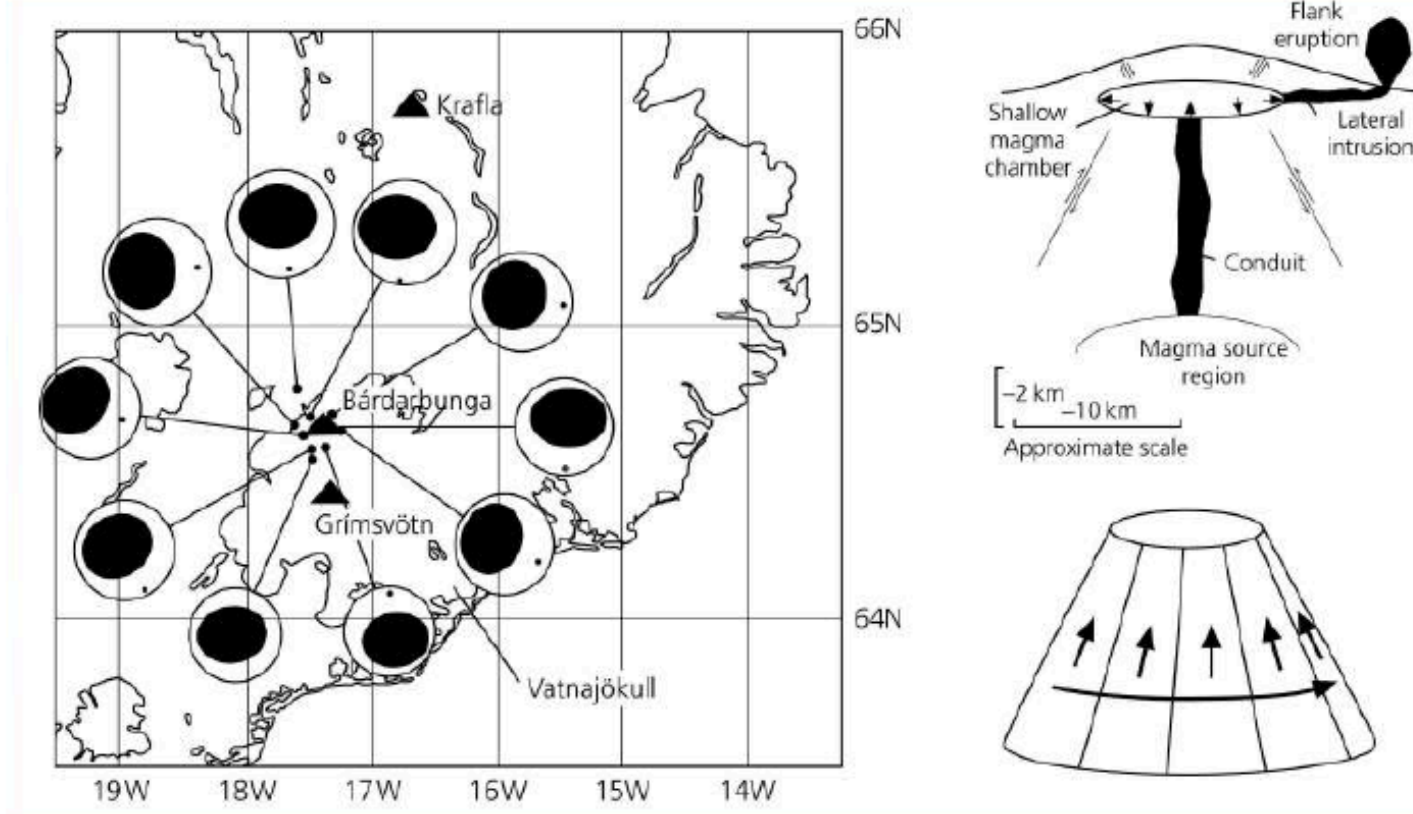 66N
Krafla
65N
Bárdarbunga
Grímsvötn
64N
Vatnajökull
19W 18W 17W 16W 15W 14W
Flank
eruption
Shallow
magma
chamber
Lateral
intrusion
Conduit
Magma source
region
–2 km
–10 km
Approximate scale